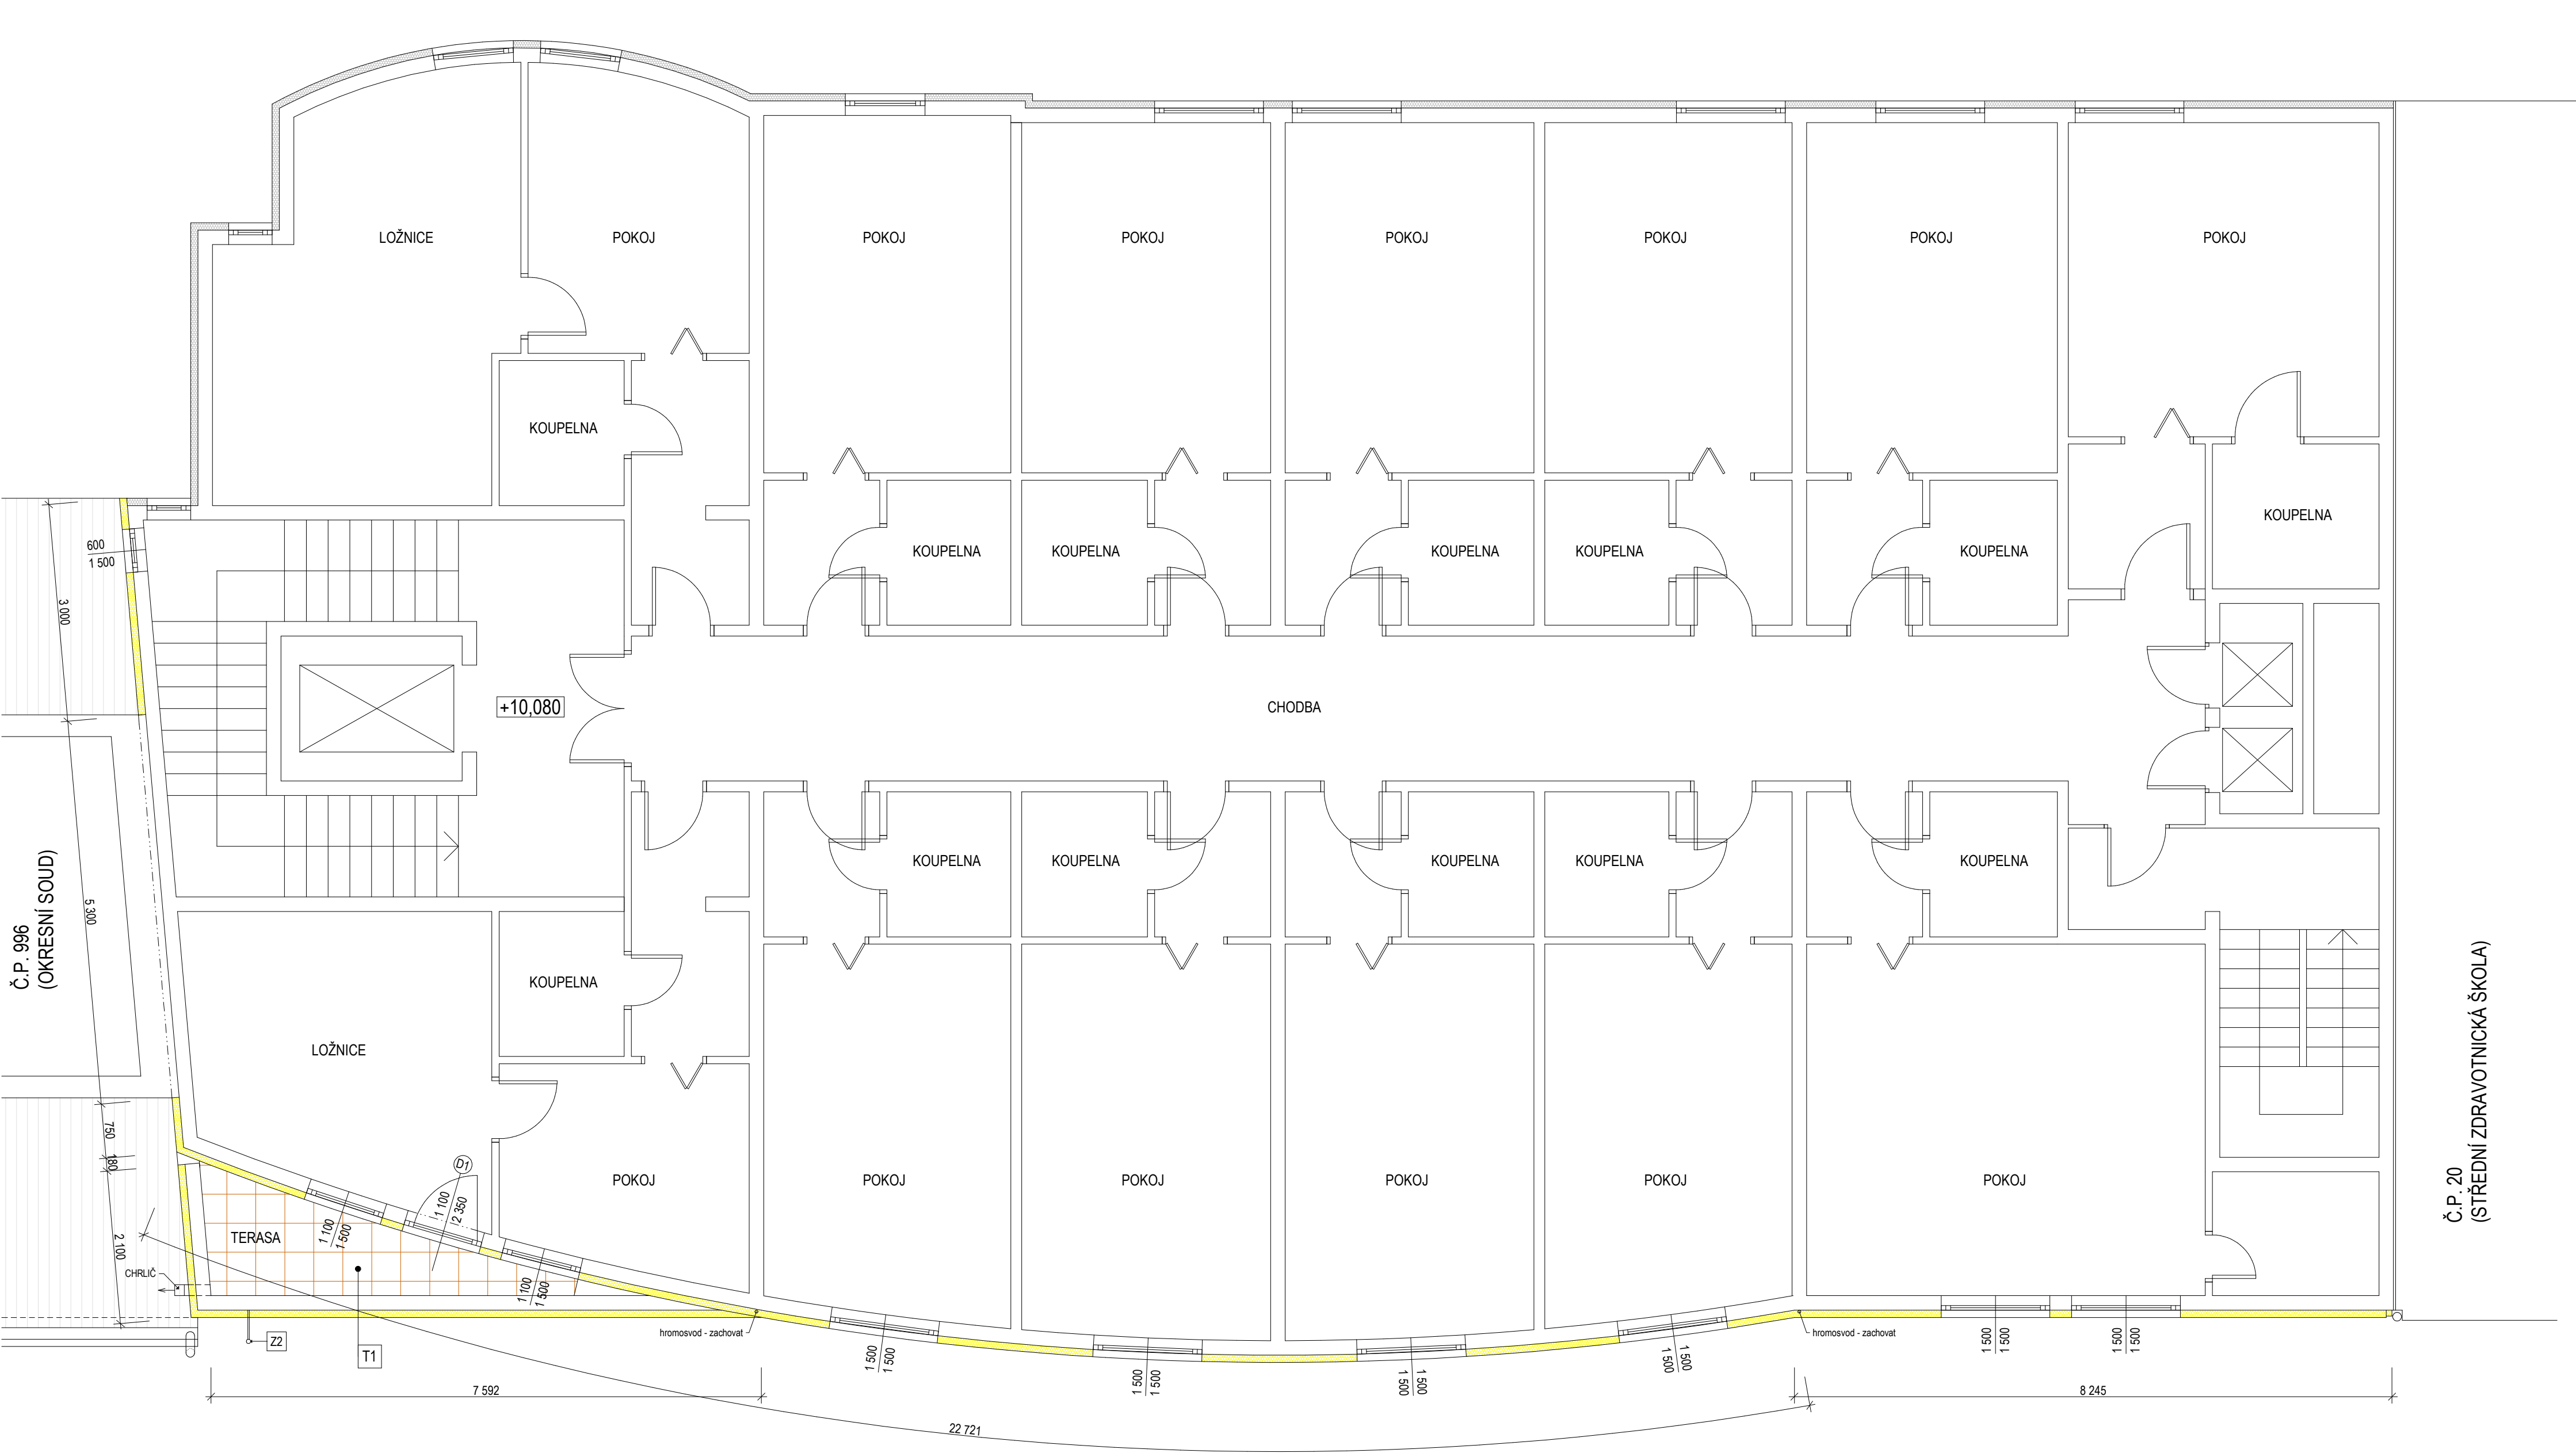 LOŽNICE
POKOJ
POKOJ
POKOJ
POKOJ
POKOJ
POKOJ
POKOJ
KOUPELNA
KOUPELNA
KOUPELNA
KOUPELNA
KOUPELNA
KOUPELNA
KOUPELNA
600
1 500
3 000
+10,080
CHODBA
Č.P. 996
(OKRESNÍ SOUD)
5 300
KOUPELNA
KOUPELNA
KOUPELNA
KOUPELNA
KOUPELNA
KOUPELNA
LOŽNICE
750
180
2 100
D1
1 100
2 350
1 100
1 500
1 100
1 500
POKOJ
POKOJ
POKOJ
POKOJ
POKOJ
POKOJ
TERASA
CHRLIČ
Z2
T1
hromosvod - zachovat
hromosvod - zachovat
1 500
1 500
1 500
1 500
1 500
1 500
1 500
1 500
1 500
1 500
1 500
1 500
7 592
22 721
8 245
Č.P. 20
(STŘEDNÍ ZDRAVOTNICKÁ ŠKOLA)